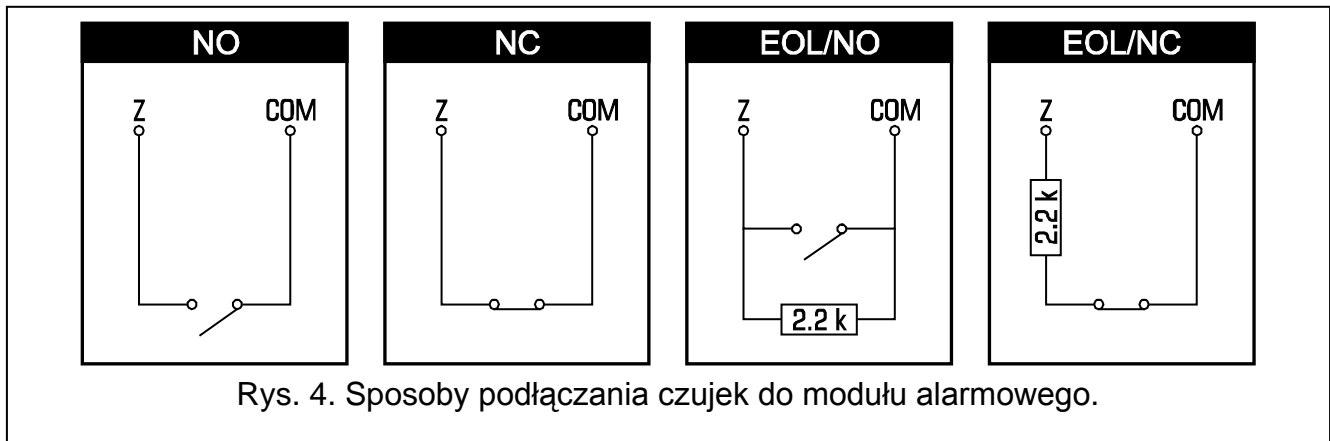 NO NC EOL/NO EOL/NC
Z COM Z COM Z COM Z COM
2.2 k
2.2 k
Rys. 4. Sposoby podłączania czujek do modułu alarmowego.